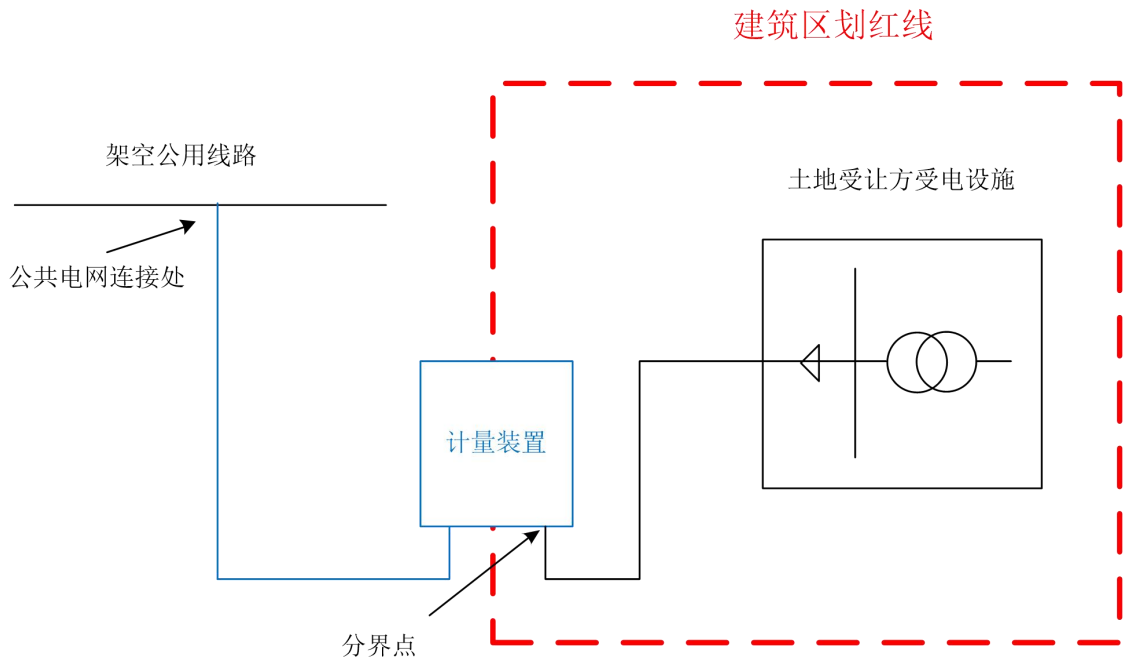 建筑区划红线
架空公用线路
土地受让方受电设施
公共电网连接处
计量装置
分界点